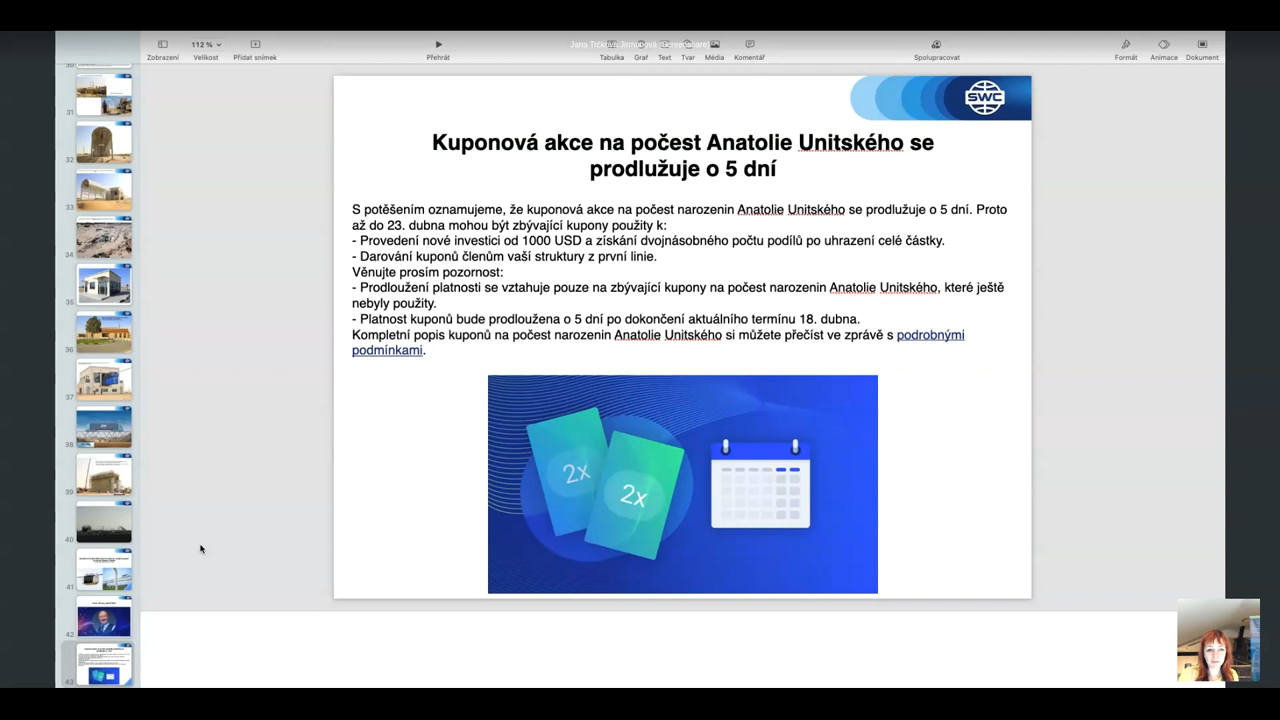 112 %
Zobrazení
Velikost
Přidat snímek
Přehrát
Tabulka
Graf
Text
Tvar
Média
Komentář
Spolupracovat
Formát
Animace
Dokument
SWC
Kuponová akce na počest Anatolie Unitského se
prodlužuje o 5 dní
S potěšením oznamujeme, že kuponová akce na počest narozenin Anatolie Unitského se prodlužuje o 5 dní. Proto
až do 23. dubna mohou být zbývající kupony použity k:
- Provedení nové investici od 1000 USD a získání dvojnásobného počtu podílů po uhrazení celé částky.
- Darování kuponů členům vaší struktury z první linie.
Věnujte prosím pozornost:
- Prodloužení platnosti se vztahuje pouze na zbývající kupony na počest narozenin Anatolie Unitského, které ještě
nebyly použity.
- Platnost kuponů bude prodloužena o 5 dní po dokončení aktuálního termínu 18. dubna.
Kompletní popis kuponů na počest narozenin Anatolie Unitského si můžete přečíst ve zprávě s podrobnými
podmínkami.
2x
2x
31
32
33
34
35
36
37
38
39
40
41
42
43